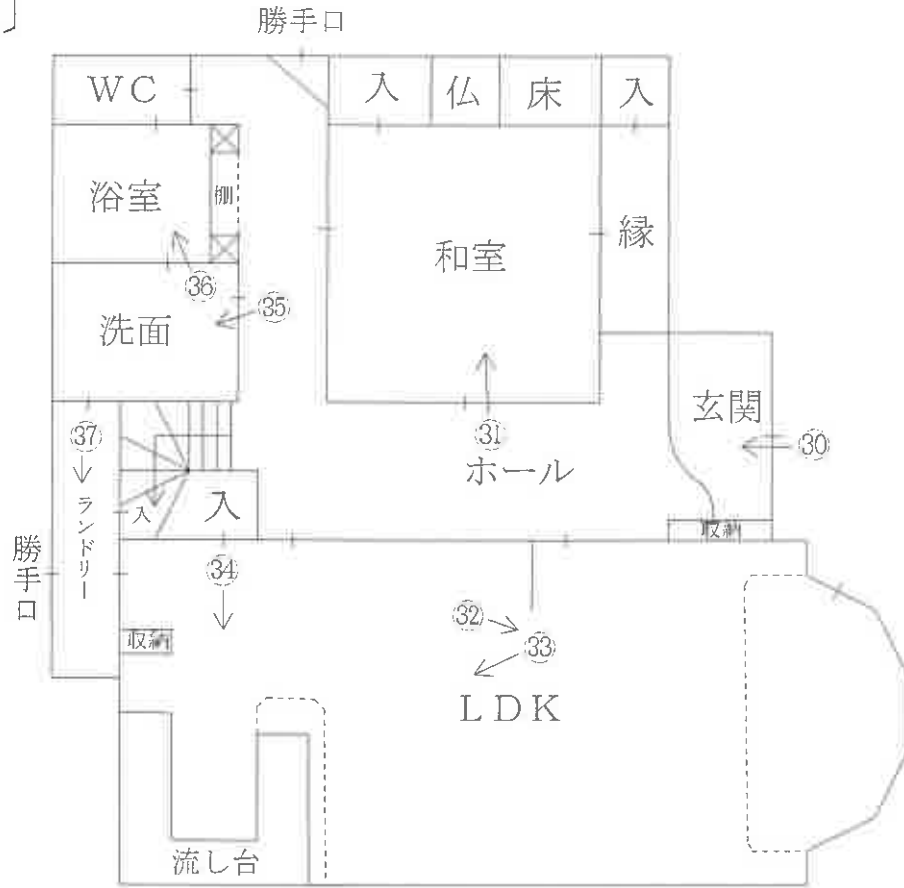 勝手口
WC
入
仏
床
入
浴室
棚
和室
縁
㊱
㉟
洗面
玄関
㊲
㉛
㉚
ホール
ランドリー
入
入
収納
勝手口
㉞
㉜
㉝
収納
LDK
流し台